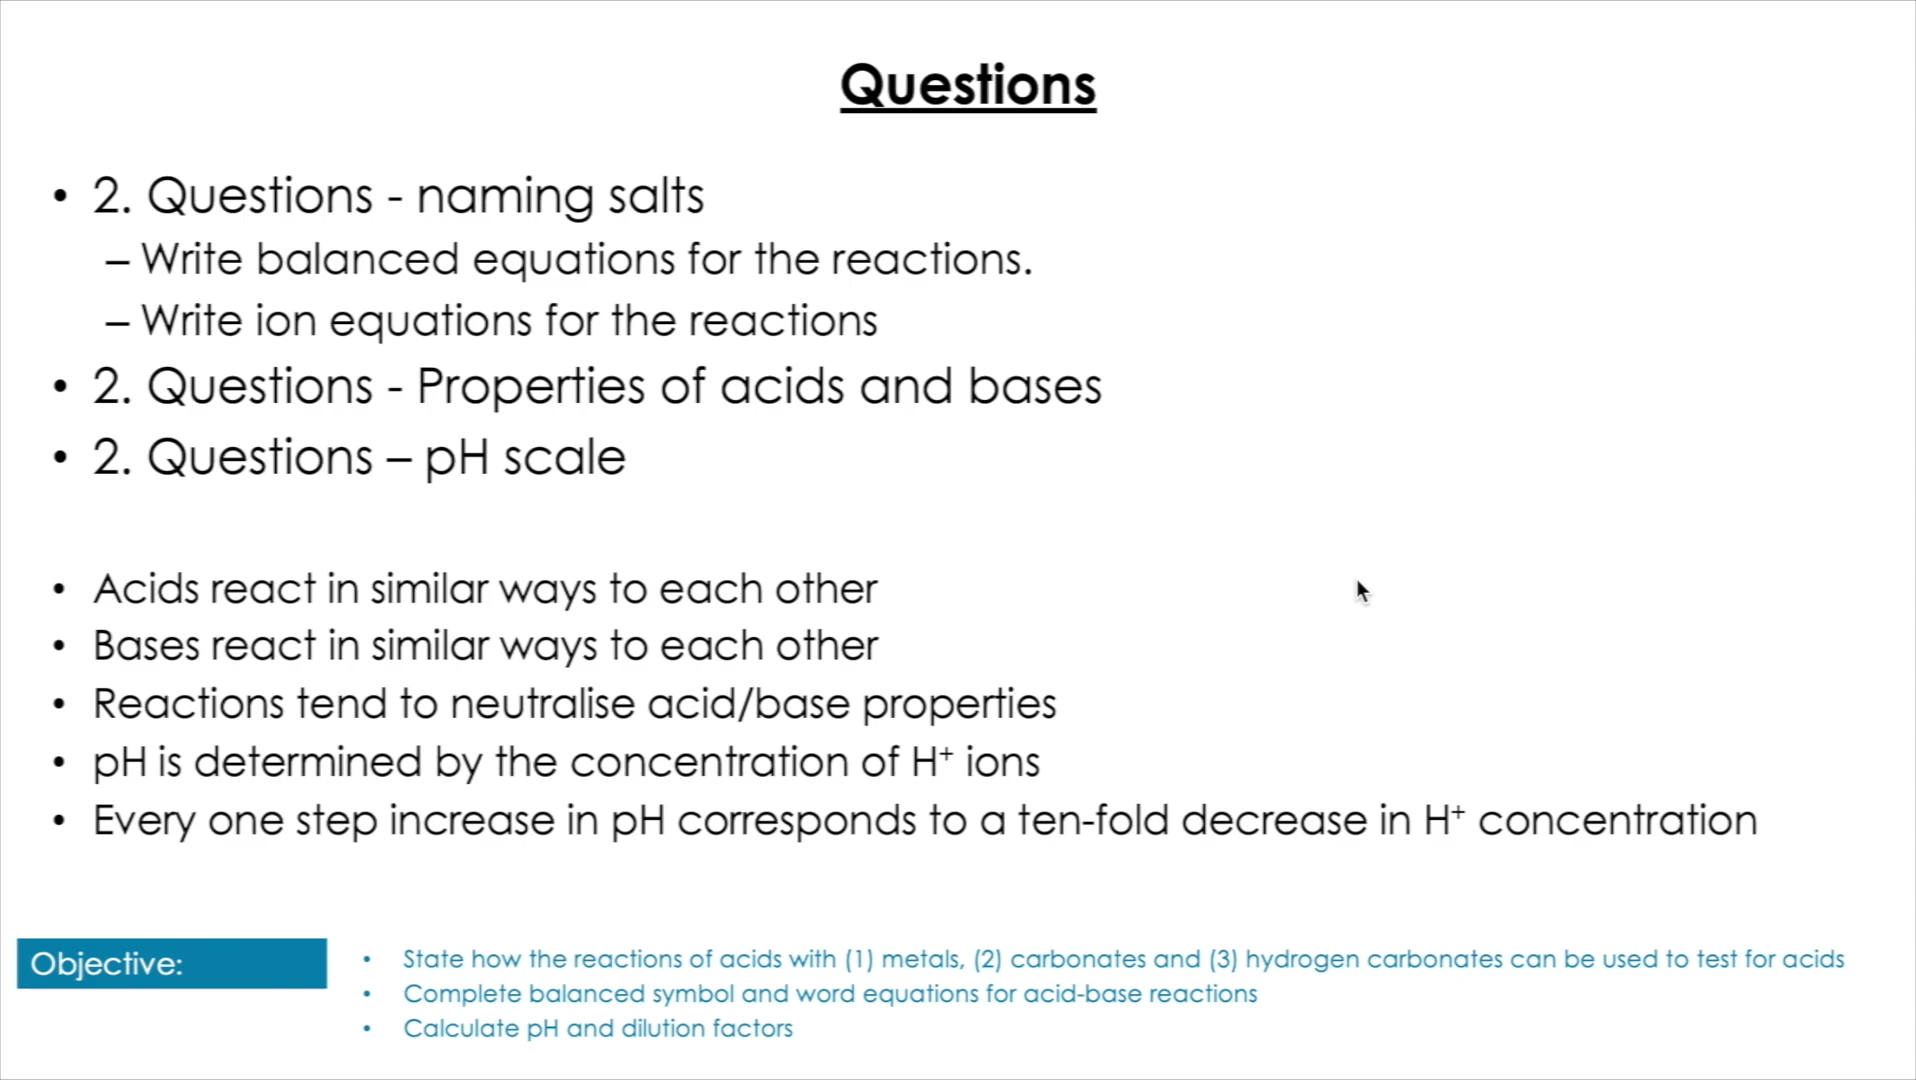 Questions
• 2. Questions - naming salts
– Write balanced equations for the reactions.
– Write ion equations for the reactions
• 2. Questions - Properties of acids and bases
• 2. Questions – pH scale
• Acids react in similar ways to each other
• Bases react in similar ways to each other
• Reactions tend to neutralise acid/base properties
• pH is determined by the concentration of H⁺ ions
• Every one step increase in pH corresponds to a ten-fold decrease in H⁺ concentration
Objective:
• State how the reactions of acids with (1) metals, (2) carbonates and (3) hydrogen carbonates can be used to test for acids
• Complete balanced symbol and word equations for acid-base reactions
• Calculate pH and dilution factors